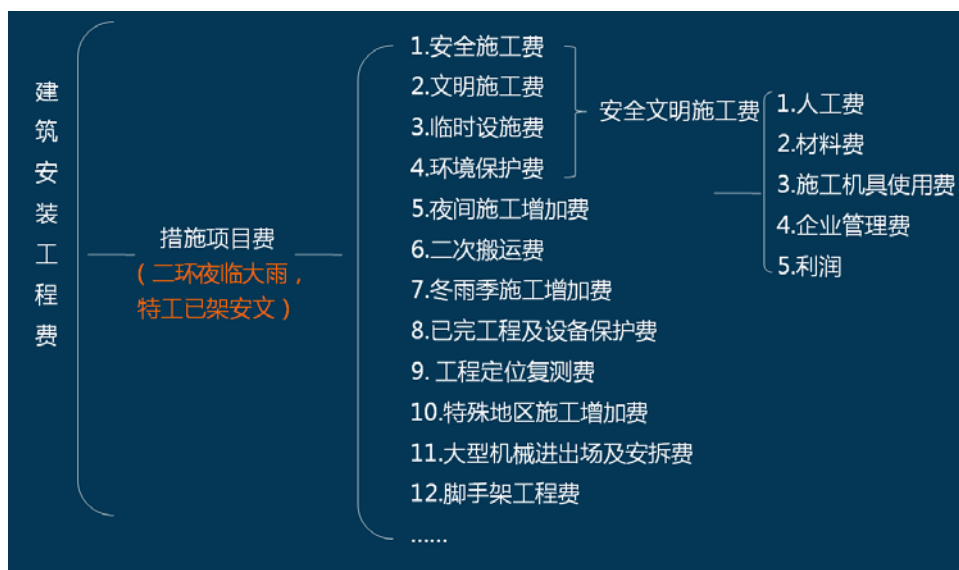 建筑安装工程费
措施项目费
（二环夜临大雨，
特工已架安文）
1.安全施工费
2.文明施工费
3.临时设施费
4.环境保护费
5.夜间施工增加费
6.二次搬运费
7.冬雨季施工增加费
8.已完工程及设备保护费
9. 工程定位复测费
10.特殊地区施工增加费
11.大型机械进出场及安拆费
12.脚手架工程费
......
安全文明施工费
1.人工费
2.材料费
3.施工机具使用费
4.企业管理费
5.利润